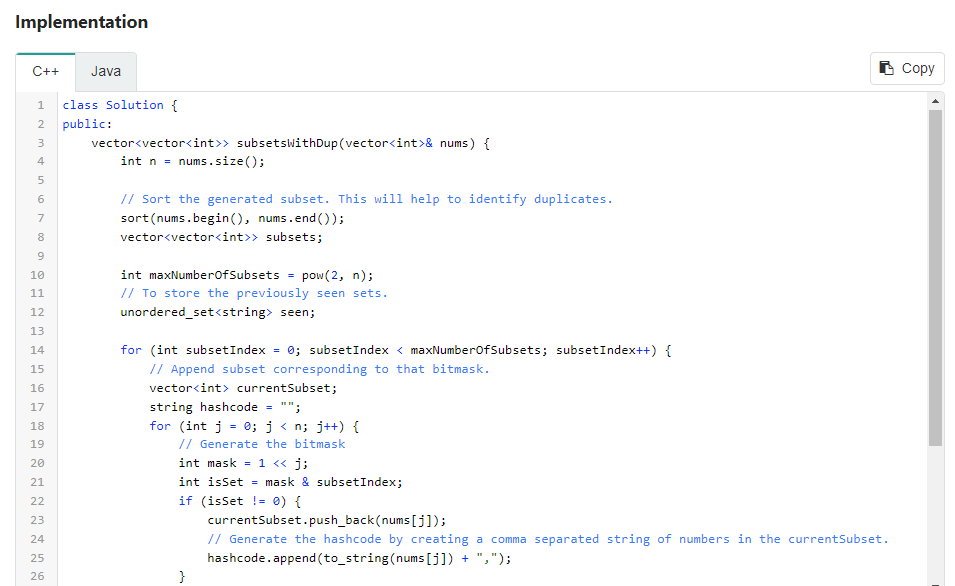 Implementation
C++ Java Copy
1 class Solution {
2 public:
3 vector<vector<int>> subsetsWithDup(vector<int>& nums) {
4 int n = nums.size();
5
6 // Sort the generated subset. This will help to identify duplicates.
7 sort(nums.begin(), nums.end());
8 vector<vector<int>> subsets;
9
10 int maxNumberOfSubsets = pow(2, n);
11 // To store the previously seen sets.
12 unordered_set<string> seen;
13
14 for (int subsetIndex = 0; subsetIndex < maxNumberOfSubsets; subsetIndex++) {
15 // Append subset corresponding to that bitmask.
16 vector<int> currentSubset;
17 string hashcode = "";
18 for (int j = 0; j < n; j++) {
19 // Generate the bitmask
20 int mask = 1 << j;
21 int isSet = mask & subsetIndex;
22 if (isSet != 0) {
23 currentSubset.push_back(nums[j]);
24 // Generate the hashcode by creating a comma separated string of numbers in the currentSubset.
25 hashcode.append(to_string(nums[j]) + ",");
26 }